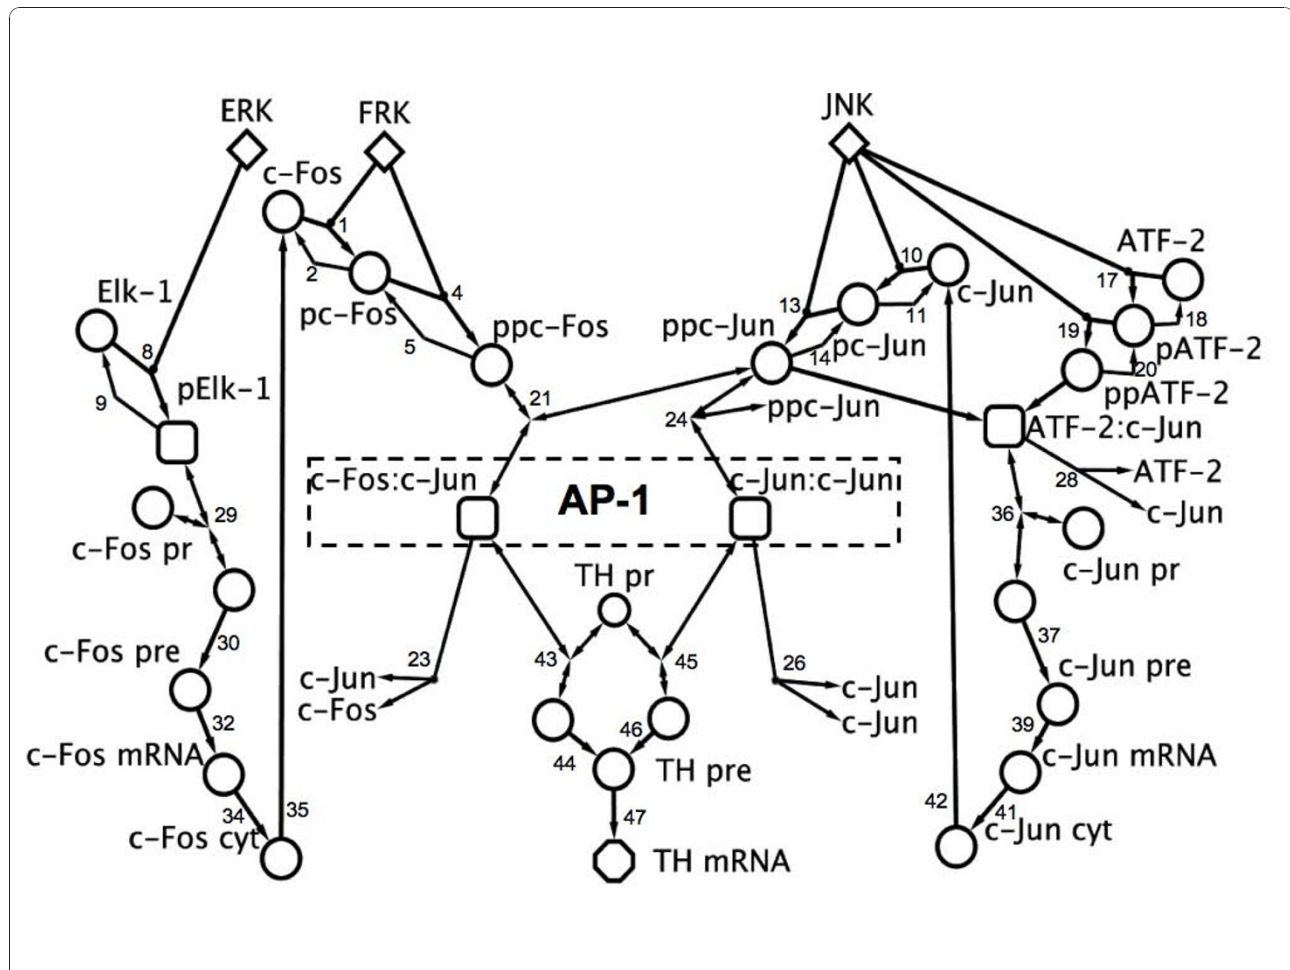 ERK
FRK
JNK
c-Fos
1
2
pc-Fos
4
5
ppc-Fos
Elk-1
8
9
pElk-1
10
c-Jun
11
13
pc-Jun
14
ppc-Jun
ATF-2
17
18
pATF-2
19
20
ppATF-2
21
24
ppc-Jun
ATF-2:c-Jun
28
ATF-2
c-Jun
c-Fos:c-Jun
AP-1
c-Jun:c-Jun
29
c-Fos pr
36
c-Jun pr
TH pr
30
c-Fos pre
37
c-Jun pre
23
c-Jun
c-Fos
43
45
26
c-Jun
c-Jun
32
c-Fos mRNA
44
46
TH pre
39
c-Jun mRNA
34
35
c-Fos cyt
47
TH mRNA
42
41
c-Jun cyt